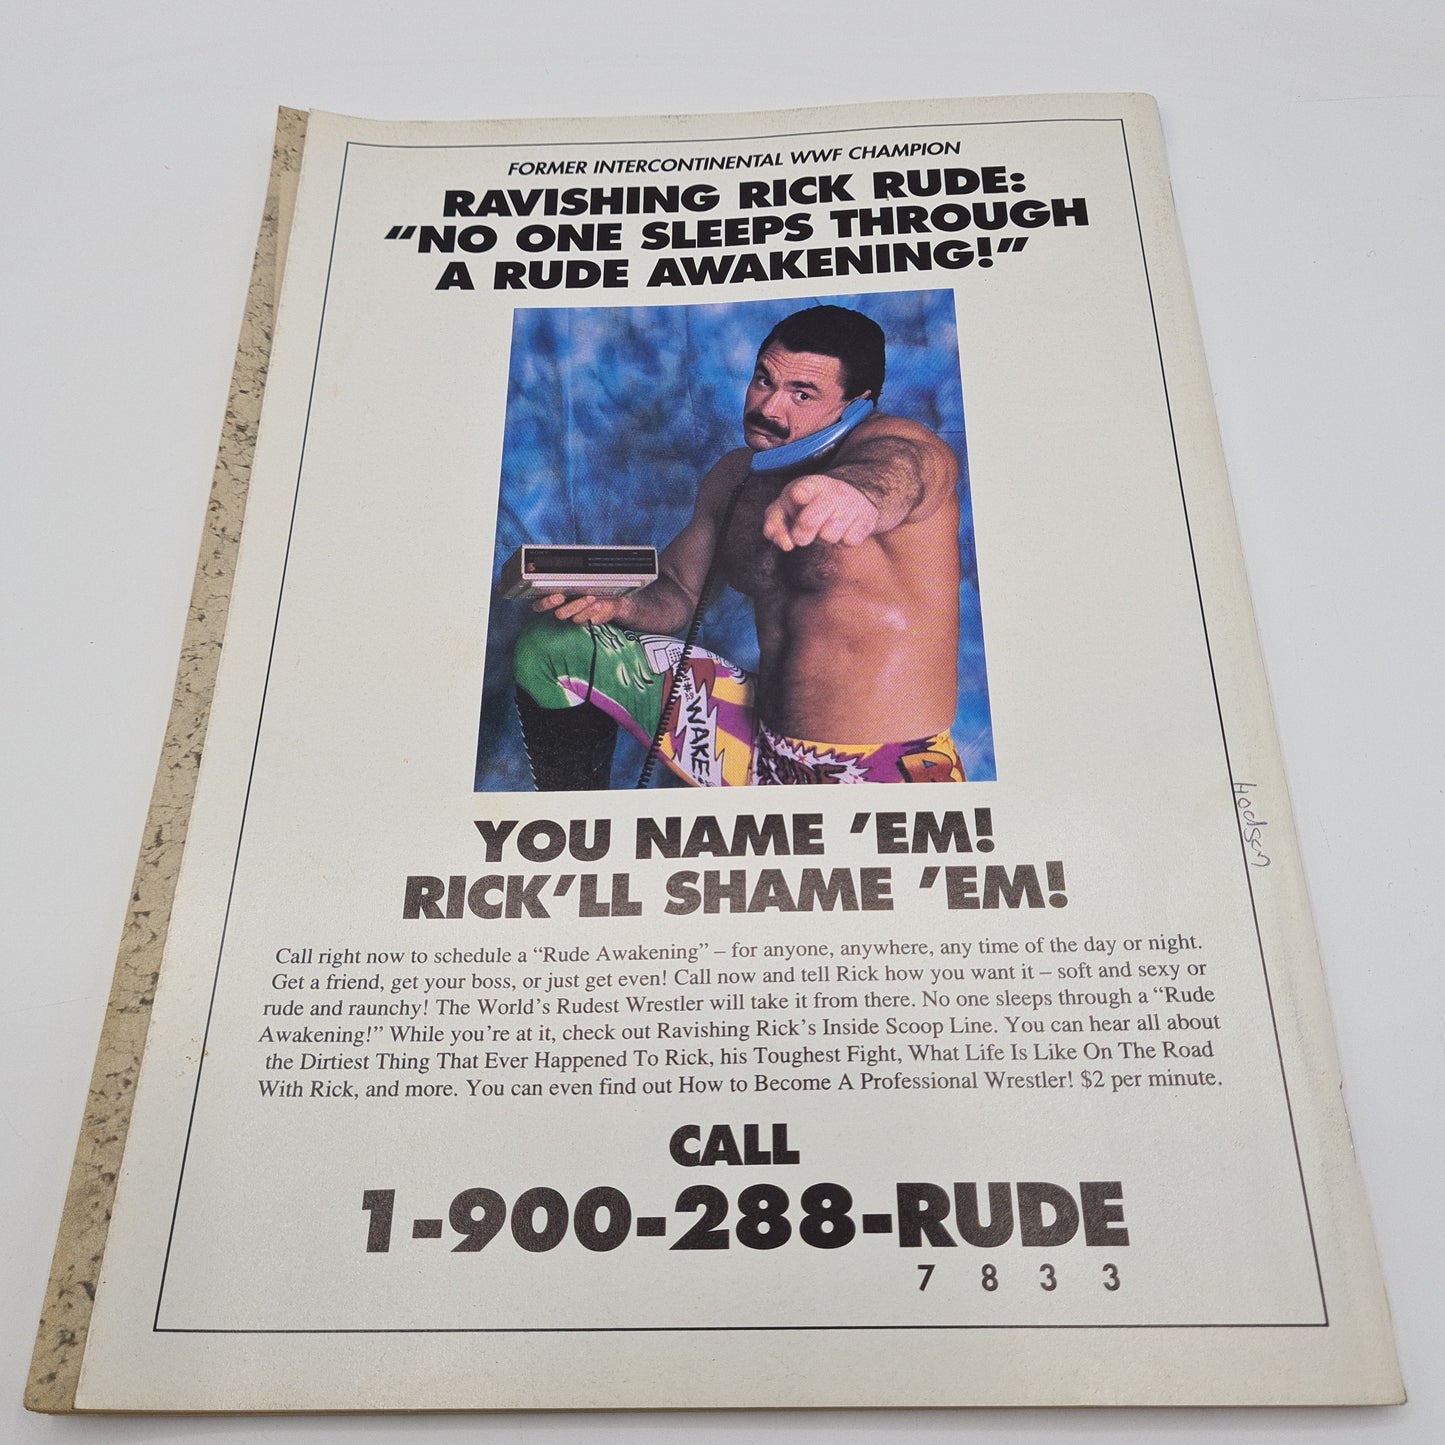 FORMER INTERCONTINENTAL WWF CHAMPION
RAVISHING RICK RUDE:
"NO ONE SLEEPS THROUGH
A RUDE AWAKENING!"
WAKE
YOU NAME 'EM!
RICK'LL SHAME 'EM!
Hodson
Call right now to schedule a "Rude Awakening" – for anyone, anywhere, any time of the day or night.
Get a friend, get your boss, or just get even! Call now and tell Rick how you want it – soft and sexy or
rude and raunchy! The World's Rudest Wrestler will take it from there. No one sleeps through a "Rude
Awakening!" While you're at it, check out Ravishing Rick's Inside Scoop Line. You can hear all about
the Dirtiest Thing That Ever Happened To Rick, his Toughest Fight, What Life Is Like On The Road
With Rick, and more. You can even find out How to Become A Professional Wrestler! $2 per minute.
CALL
1-900-288-RUDE
7 8 3 3